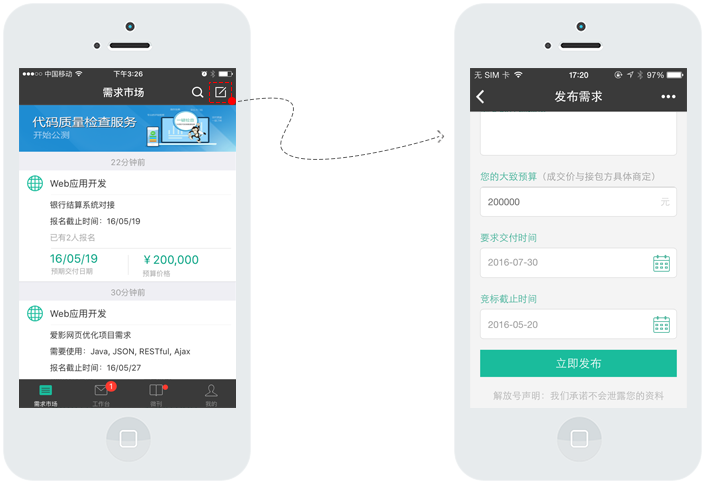 中国移动 下午3:26
需求市场
代码质量检查服务
开始公测
22分钟前
Web应用开发
银行结算系统对接
报名截止时间：16/05/19
已有2人报名
16/05/19 ￥200,000
预期交付日期 预算价格
30分钟前
Web应用开发
爱影网页优化项目需求
需要使用：Java, JSON, RESTful, Ajax
报名截止时间：16/05/27
1
需求市场 工作台 周刊 我的
无 SIM 卡 17:20 97%
发布需求
您的大致预算（成交价与接包方具体商定）
200000 元
要求交付时间
2016-07-30
竞标截止时间
2016-05-20
立即发布
解放号声明：我们承诺不会泄露您的资料